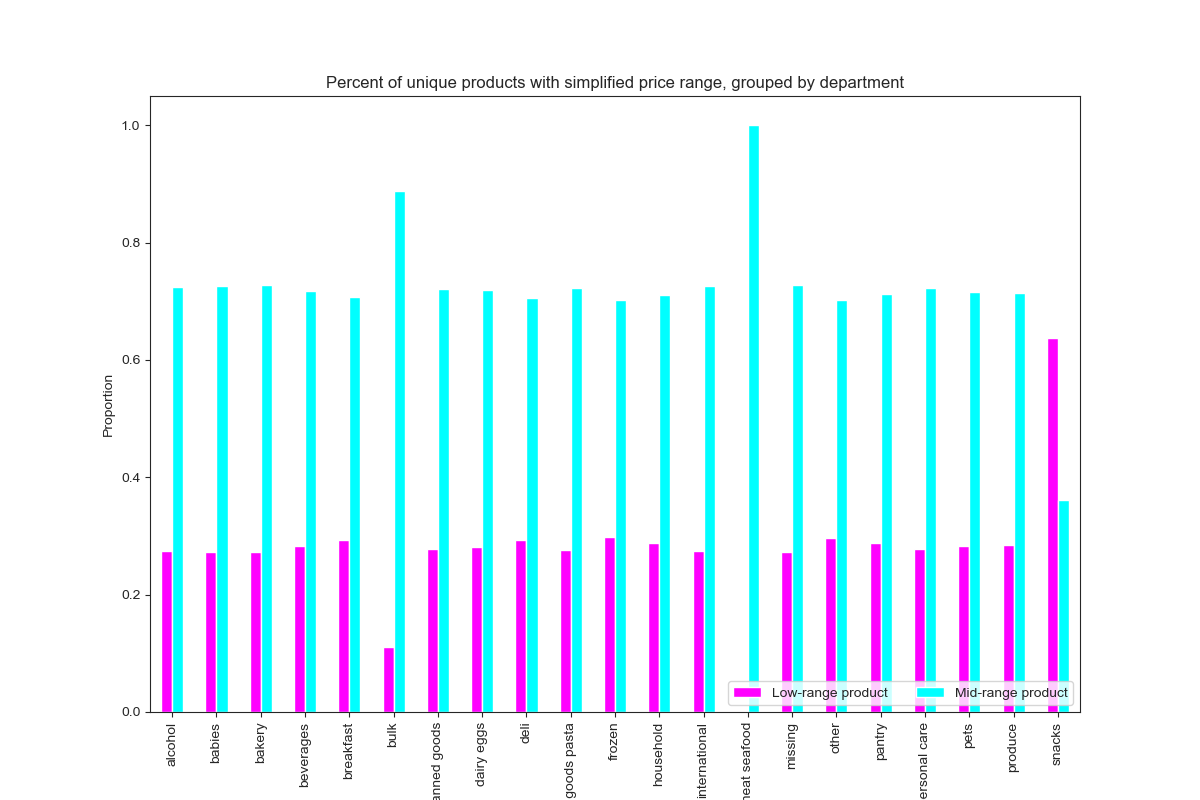 Percent of unique products with simplified price range, grouped by department
1.0
0.8
0.6
0.4
0.2
0.0
Proportion
Low-range product
Mid-range product
alcohol
babies
bakery
beverages
breakfast
bulk
anned goods
dairy eggs
deli
goods pasta
frozen
household
international
neat seafood
missing
other
pantry
ersonal care
pets
produce
snacks